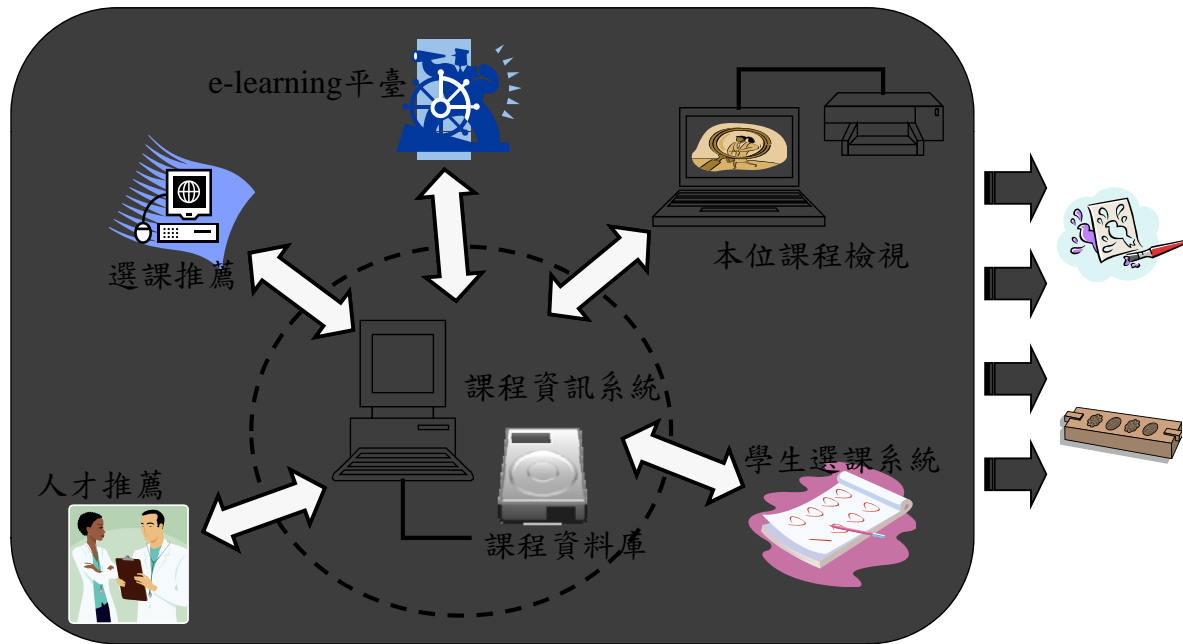 e-learning平臺
選課推薦
本位課程檢視
課程資訊系統
學生選課系統
人才推薦
課程資料庫